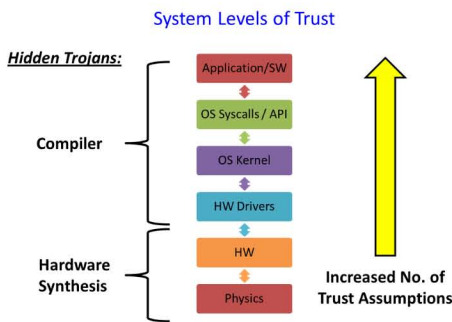 System Levels of Trust
Hidden Trojans:
Application/SW
OS Syscalls / API
Compiler
OS Kernel
HW Drivers
Hardware
Synthesis
HW
Physics
Increased No. of
Trust Assumptions